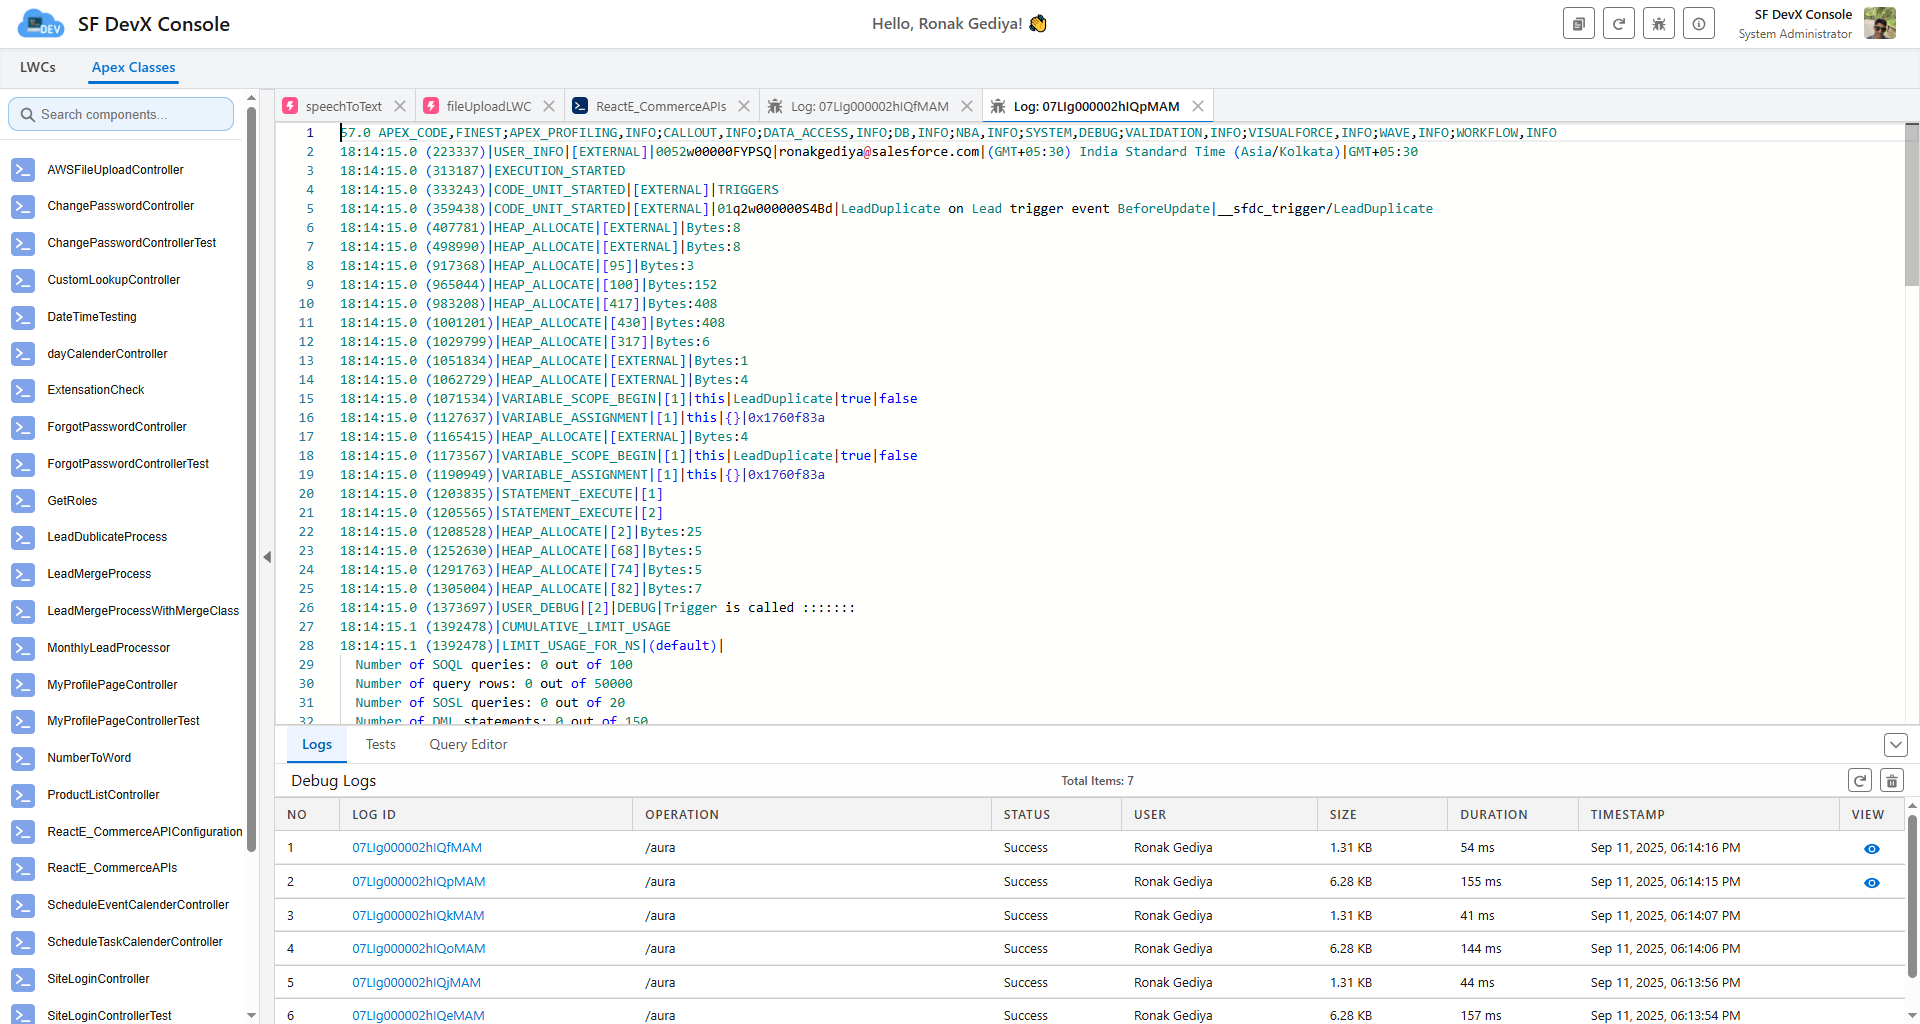 DEV
SF DevX Console
Hello, Ronak Gediya! 👋
SF DevX Console
System Administrator
LWCs
Apex Classes
Search components...
AWSFileUploadController
ChangePasswordController
ChangePasswordControllerTest
CustomLookupController
DateTimeTesting
dayCalenderController
ExtensationCheck
ForgotPasswordController
ForgotPasswordControllerTest
GetRoles
LeadDublicateProcess
LeadMergeProcess
LeadMergeProcessWithMergeClass
MonthlyLeadProcessor
MyProfilePageController
MyProfilePageControllerTest
NumberToWord
ProductListController
ReactE_CommerceAPIConfiguration
ReactE_CommerceAPIs
ScheduleEventCalenderController
ScheduleTaskCalenderController
SiteLoginController
SiteLoginControllerTest
speechToText
fileUploadLWC
ReactE_CommerceAPIs
Log: 07LIg000002hIQfMAM
Log: 07LIg000002hIQpMAM
1 57.0 APEX_CODE,FINEST;APEX_PROFILING,INFO;CALLOUT,INFO;DATA_ACCESS,INFO;DB,INFO;NBA,INFO;SYSTEM,DEBUG;VALIDATION,INFO;VISUALFORCE,INFO;WAVE,INFO;WORKFLOW,INFO
2 18:14:15.0 (223337)|USER_INFO|[EXTERNAL]|0052w00000FYPSQ|ronakgediya@salesforce.com|(GMT+05:30) India Standard Time (Asia/Kolkata)|GMT+05:30
3 18:14:15.0 (313187)|EXECUTION_STARTED
4 18:14:15.0 (333243)|CODE_UNIT_STARTED|[EXTERNAL]|TRIGGERS
5 18:14:15.0 (359438)|CODE_UNIT_STARTED|[EXTERNAL]|01q2w000000S4Bd|LeadDuplicate on Lead trigger event BeforeUpdate|__sfdc_trigger/LeadDuplicate
6 18:14:15.0 (407781)|HEAP_ALLOCATE|[EXTERNAL]|Bytes:8
7 18:14:15.0 (498990)|HEAP_ALLOCATE|[EXTERNAL]|Bytes:8
8 18:14:15.0 (917368)|HEAP_ALLOCATE|[95]|Bytes:3
9 18:14:15.0 (965044)|HEAP_ALLOCATE|[100]|Bytes:152
10 18:14:15.0 (983208)|HEAP_ALLOCATE|[417]|Bytes:408
11 18:14:15.0 (1001201)|HEAP_ALLOCATE|[430]|Bytes:408
12 18:14:15.0 (1029799)|HEAP_ALLOCATE|[317]|Bytes:6
13 18:14:15.0 (1051834)|HEAP_ALLOCATE|[EXTERNAL]|Bytes:1
14 18:14:15.0 (1062729)|HEAP_ALLOCATE|[EXTERNAL]|Bytes:4
15 18:14:15.0 (1071534)|VARIABLE_SCOPE_BEGIN|[1]|this|LeadDuplicate|true|false
16 18:14:15.0 (1127637)|VARIABLE_ASSIGNMENT|[1]|this|{}|0x1760f83a
17 18:14:15.0 (1165415)|HEAP_ALLOCATE|[EXTERNAL]|Bytes:4
18 18:14:15.0 (1173567)|VARIABLE_SCOPE_BEGIN|[1]|this|LeadDuplicate|true|false
19 18:14:15.0 (1190949)|VARIABLE_ASSIGNMENT|[1]|this|{}|0x1760f83a
20 18:14:15.0 (1203835)|STATEMENT_EXECUTE|[1]
21 18:14:15.0 (1205565)|STATEMENT_EXECUTE|[2]
22 18:14:15.0 (1208528)|HEAP_ALLOCATE|[2]|Bytes:25
23 18:14:15.0 (1252630)|HEAP_ALLOCATE|[68]|Bytes:5
24 18:14:15.0 (1291763)|HEAP_ALLOCATE|[74]|Bytes:5
25 18:14:15.0 (1305004)|HEAP_ALLOCATE|[82]|Bytes:7
26 18:14:15.0 (1373697)|USER_DEBUG|[2]|DEBUG|Trigger is called :::::::
27 18:14:15.1 (1392478)|CUMULATIVE_LIMIT_USAGE
28 18:14:15.1 (1392478)|LIMIT_USAGE_FOR_NS|(default)|
29 Number of SOQL queries: 0 out of 100
30 Number of query rows: 0 out of 50000
31 Number of SOSL queries: 0 out of 20
32 Number of DML statements: 0 out of 150
Logs
Tests
Query Editor
Debug Logs
Total Items: 7
NO LOG ID OPERATION STATUS USER SIZE DURATION TIMESTAMP VIEW
1 07LIg000002hIQfMAM /aura Success Ronak Gediya 1.31 KB 54 ms Sep 11, 2025, 06:14:16 PM
2 07LIg000002hIQpMAM /aura Success Ronak Gediya 6.28 KB 155 ms Sep 11, 2025, 06:14:15 PM
3 07LIg000002hIQkMAM /aura Success Ronak Gediya 1.31 KB 41 ms Sep 11, 2025, 06:14:07 PM
4 07LIg000002hIQoMAM /aura Success Ronak Gediya 6.28 KB 144 ms Sep 11, 2025, 06:14:06 PM
5 07LIg000002hIQjMAM /aura Success Ronak Gediya 1.31 KB 44 ms Sep 11, 2025, 06:13:56 PM
6 07LIg000002hIQeMAM /aura Success Ronak Gediya 6.28 KB 157 ms Sep 11, 2025, 06:13:54 PM